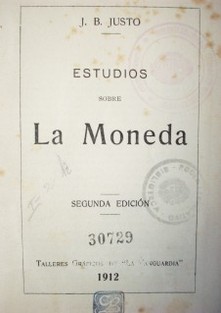 J. B. JUSTO
ESTUDIOS
SOBRE
La Moneda
SEGUNDA EDICIÓN
30729
TALLERES GRÁFICOS DE "LA VANGUARDIA"
1912